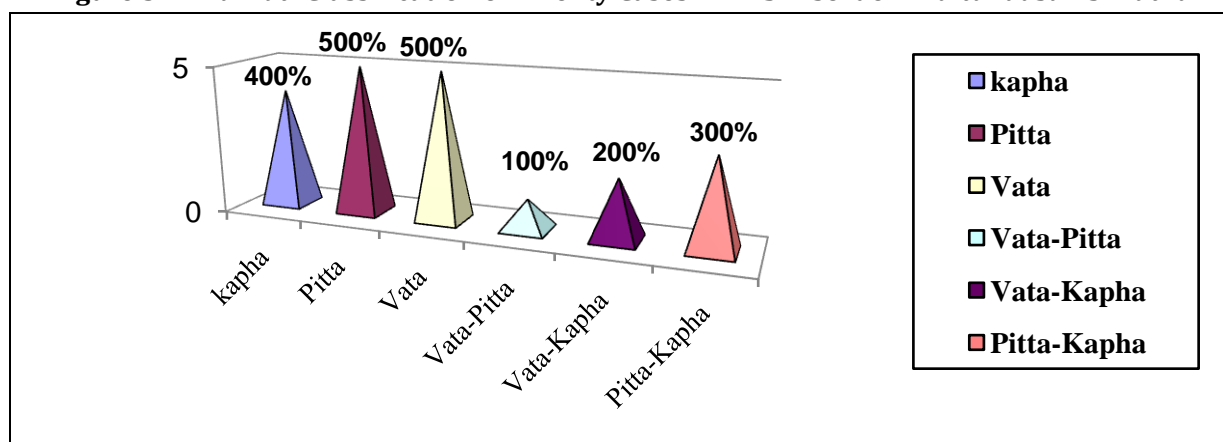 500%
500%
5
400%
300%
200%
100%
0
kapha
Pitta
Vata
Vata-Pitta
Vata-Kapha
Pitta-Kapha
kapha
Pitta
Vata
Vata-Pitta
Vata-Kapha
Pitta-Kapha